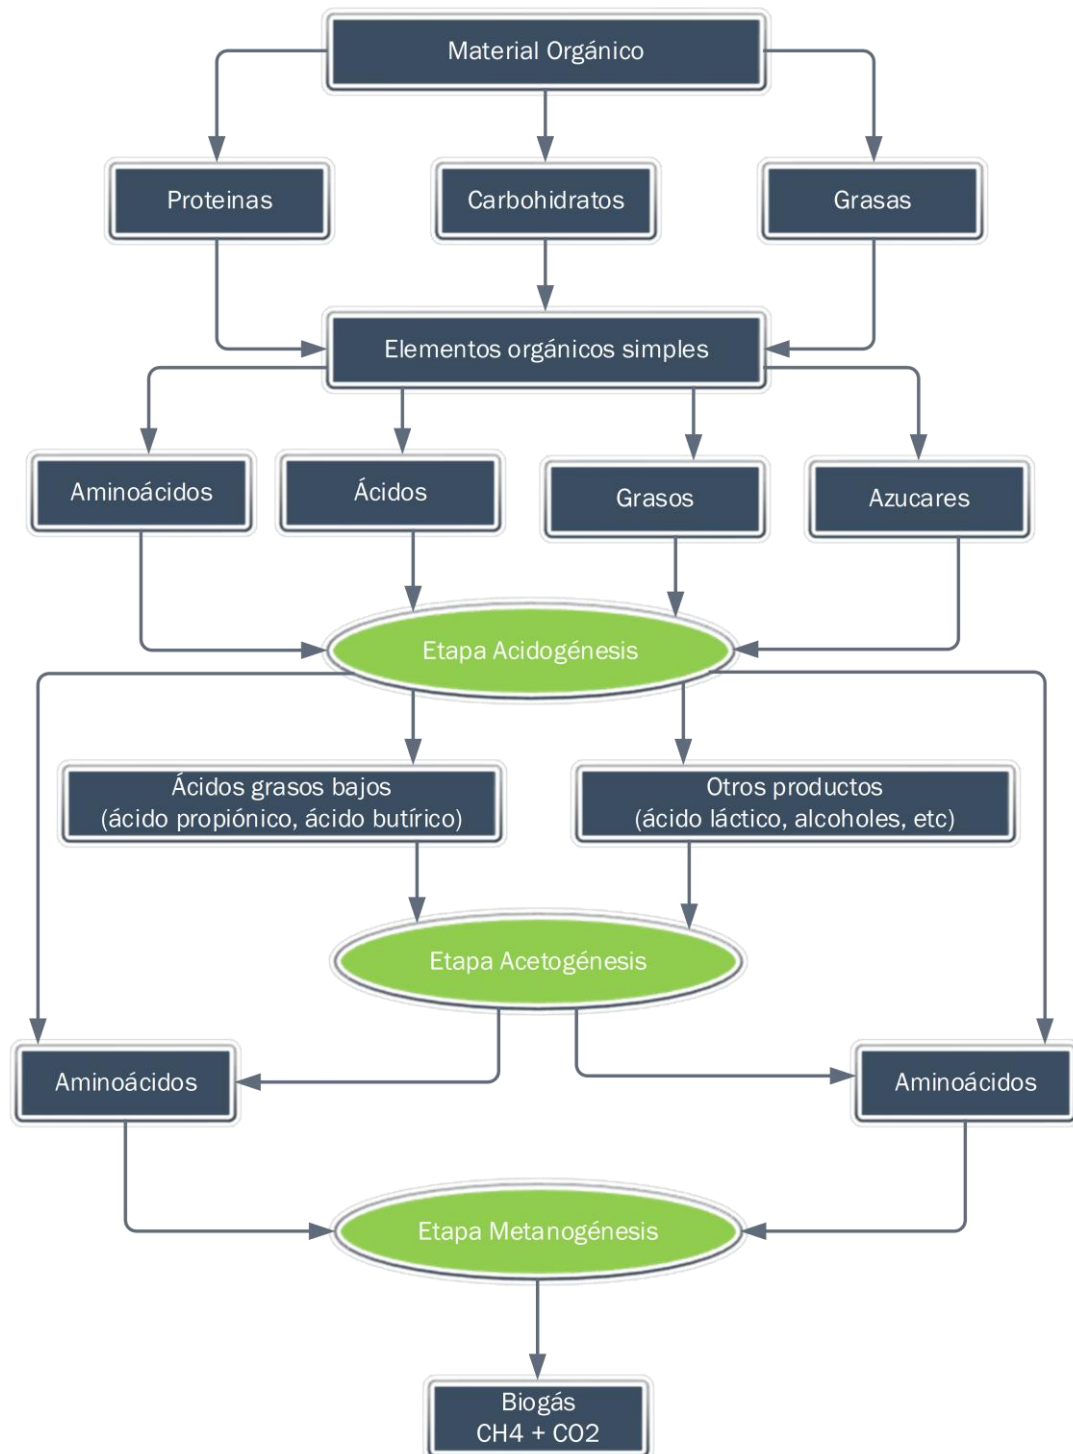 Material Orgánico
Proteinas
Carbohidratos
Grasas
Elementos orgánicos simples
Aminoácidos
Ácidos
Grasos
Azucares
Etapa Acidogénesis
Ácidos grasos bajos
(ácido propiónico, ácido butírico)
Otros productos
(ácido láctico, alcoholes, etc)
Etapa Acetogénesis
Aminoácidos
Aminoácidos
Etapa Metanogénesis
Biogás
CH4 + CO2